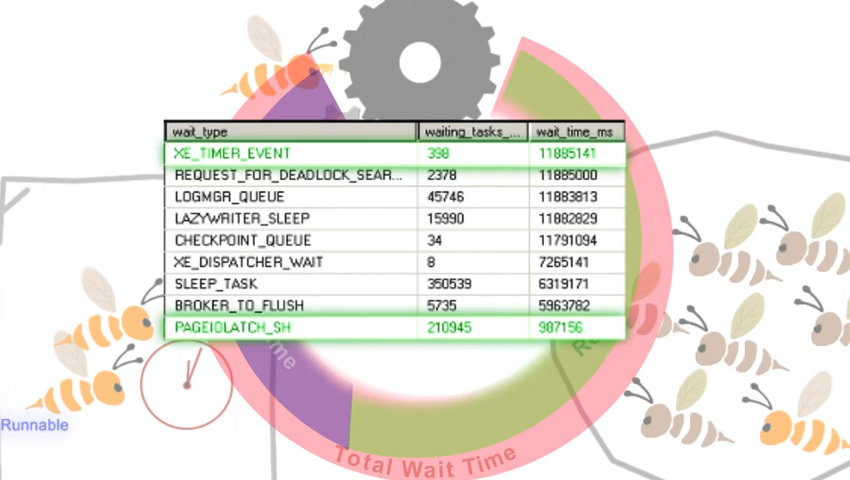 wait_type waiting_tasks_... wait_time_ms
XE_TIMER_EVENT 398 11885141
REQUEST_FOR_DEADLOCK_SEAR... 2378 11885000
LOGMGR_QUEUE 45746 11883813
LAZYWRITER_SLEEP 15990 11882829
CHECKPOINT_QUEUE 34 11791094
XE_DISPATCHER_WAIT 8 7265141
SLEEP_TASK 350539 6319171
BROKER_TO_FLUSH 5735 5963782
PAGEIOLATCH_SH 210945 987156
Runnable
Total Wait Time